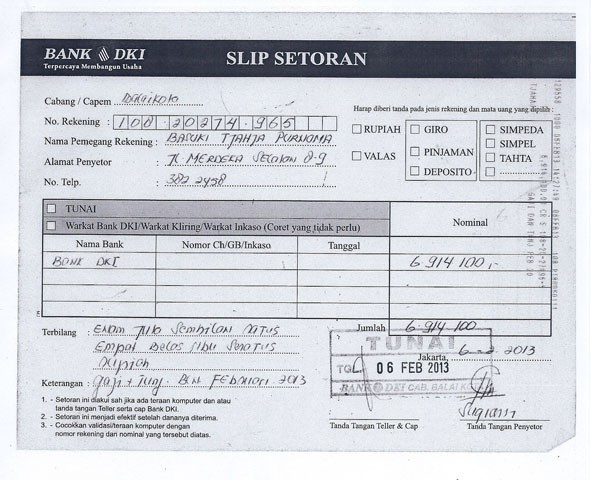 BANK DKI
Terpercaya Membangun Usaha
SLIP SETORAN
Cabang / Capem : Balaikota
No. Rekening : 108.20274.965
Nama Pemegang Rekening : BASUKI TJAHJA PURNAMA
Alamat Penyetor : JL MERDEKA SELATAN 8-9
No. Telp. : 382 2458
Harap diberi tanda pada jenis rekening dan mata uang yang dipilih :
RUPIAH GIRO SIMPEDA
VALAS PINJAMAN SIMPEL
DEPOSITO TAHTA
TUNAI
Warkat Bank DKI/Warkat Kliring/Warkat Inkaso (Coret yang tidak perlu)
Nominal
Nama Bank Nomor Ch/GB/Inkaso Tanggal
BANK DKI 6.914.100,-
Jumlah 6.914.100
Terbilang : Enam Juta Sembilan Ratus
Empat Belas Ribu Seratus
Rupiah
Keterangan : Gaji + Tunj. Bln Februari 2013
TUNAI
Jakarta, 6-2-2013
TGL. 06 FEB 2013
BANK DKI CAB. BALAI KOTA
1. - Setoran ini diakui sah jika ada teraan komputer dan atau
tanda tangan Teller serta cap Bank DKI.
2. - Setoran ini menjadi efektif setelah dananya diterima.
3. - Cocokkan validasi/teraan komputer dengan
nomor rekening dan nominal yang tersebut diatas.
Tanda Tangan Teller & Cap Tanda Tangan Penyetor